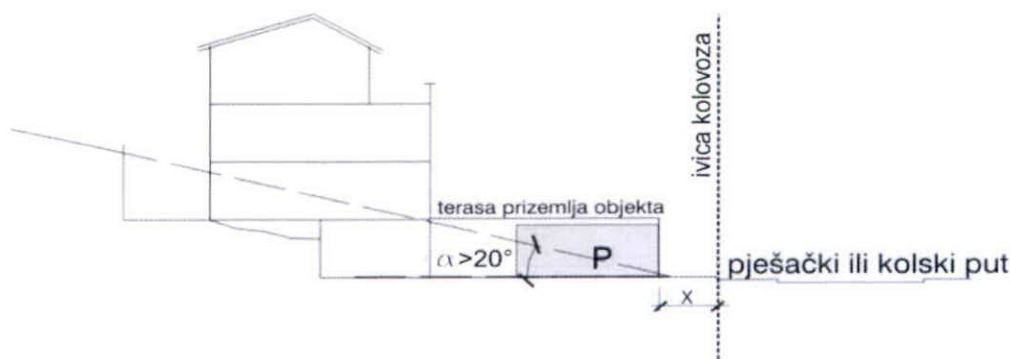 ivica kolovoza
terasa prizemlja objekta
α>20°
P
pješački ili kolski put
x